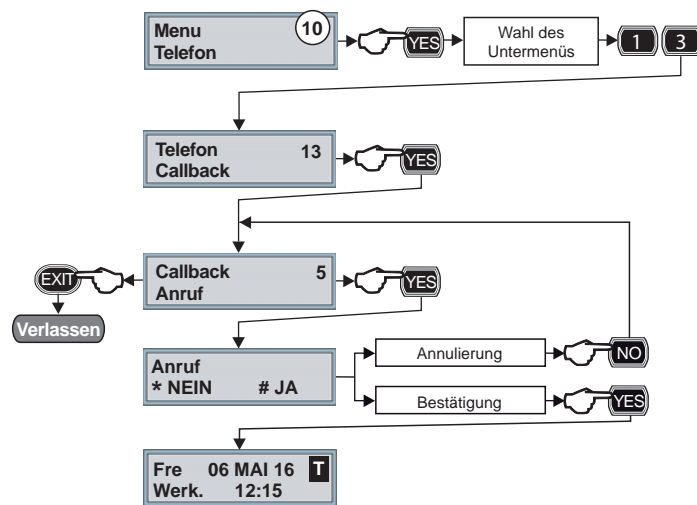 Menu 10
Telefon
YES
Wahl des
Untermenüs
1 3
Telefon 13
Callback
YES
EXIT
Verlassen
Callback 5
Anruf
YES
Anruf
* NEIN # JA
Annulierung
NO
Bestätigung
YES
Fre 06 MAI 16 T
Werk. 12:15